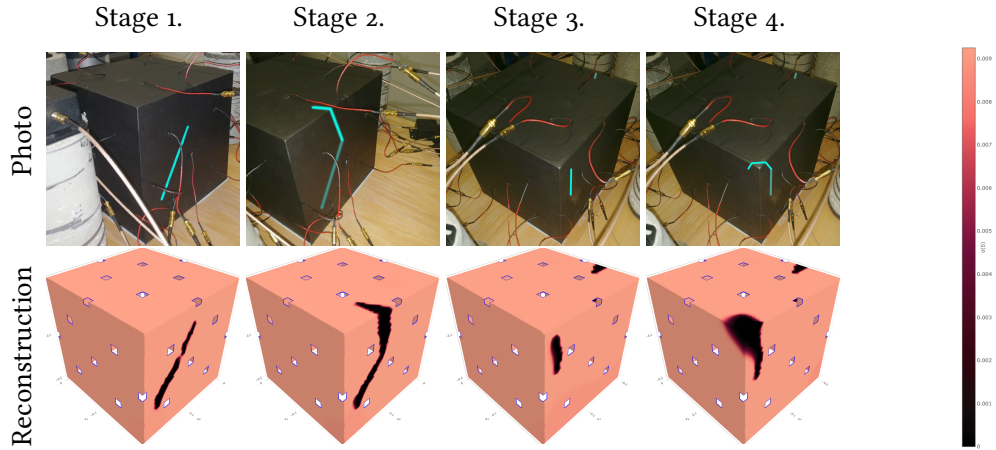 Stage 1.
Stage 2.
Stage 3.
Stage 4.
Photo
Reconstruction
0.009
0.008
0.007
0.006
0.005
σ(S)
0.004
0.003
0.002
0.001
0